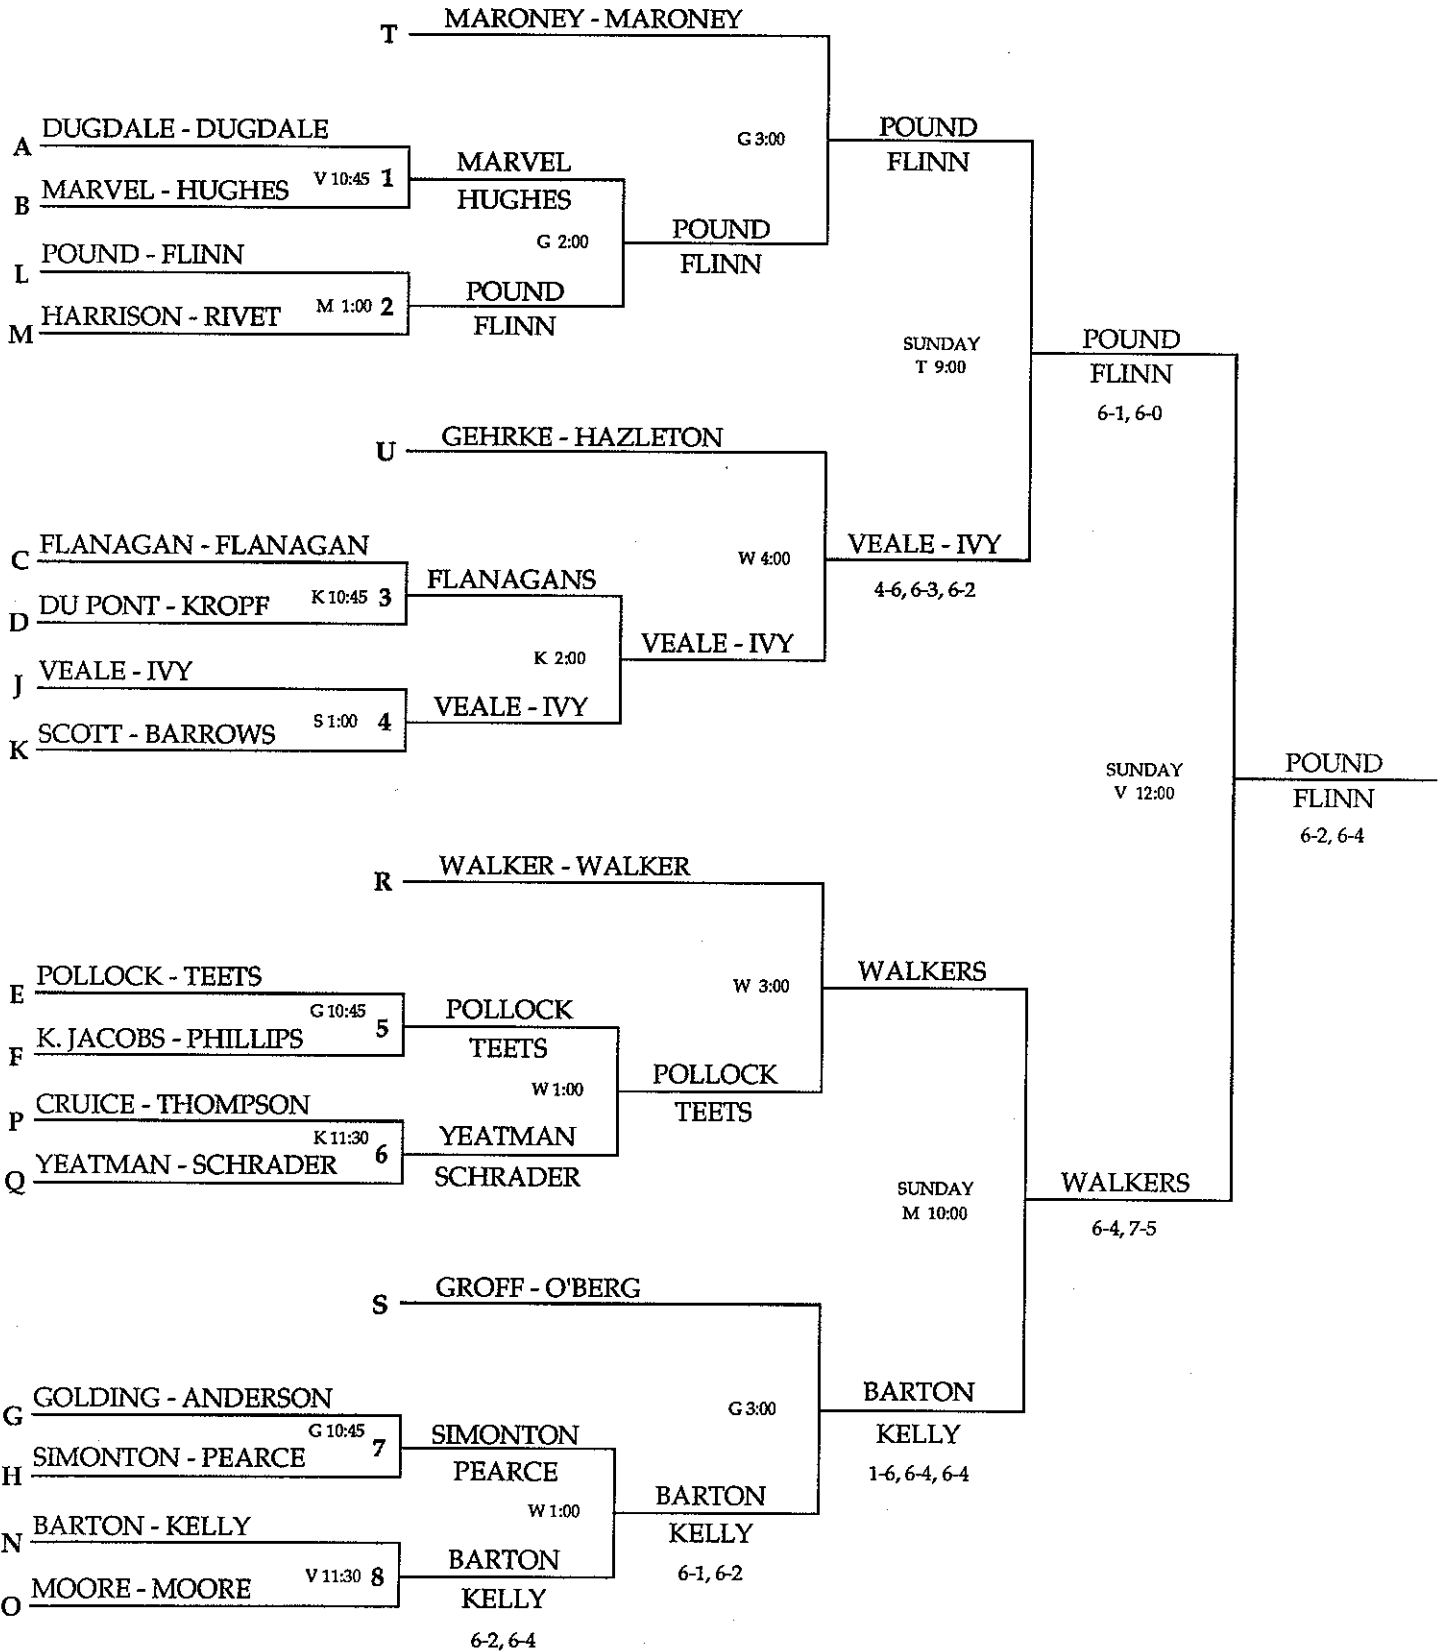 T MARONEY - MARONEY
A DUGDALE - DUGDALE
G 3:00
POUND
FLINN
V 10:45 1
MARVEL
HUGHES
B MARVEL - HUGHES
G 2:00
POUND
FLINN
L POUND - FLINN
M 1:00 2
POUND
FLINN
M HARRISON - RIVET
SUNDAY
T 9:00
POUND
FLINN
6-1, 6-0
U GEHRKE - HAZLETON
C FLANAGAN - FLANAGAN
W 4:00
VEALE - IVY
4-6, 6-3, 6-2
K 10:45 3
FLANAGANS
D DU PONT - KROPF
K 2:00
VEALE - IVY
J VEALE - IVY
S 1:00 4
VEALE - IVY
K SCOTT - BARROWS
SUNDAY
V 12:00
POUND
FLINN
6-2, 6-4
R WALKER - WALKER
E POLLOCK - TEETS
W 3:00
WALKERS
G 10:45 5
POLLOCK
TEETS
F K. JACOBS - PHILLIPS
W 1:00
POLLOCK
TEETS
P CRUICE - THOMPSON
K 11:30 6
YEATMAN
SCHRADER
Q YEATMAN - SCHRADER
SUNDAY
M 10:00
WALKERS
6-4, 7-5
S GROFF - O'BERG
G GOLDING - ANDERSON
G 3:00
BARTON
KELLY
1-6, 6-4, 6-4
G 10:45 7
SIMONTON
PEARCE
H SIMONTON - PEARCE
W 1:00
BARTON
KELLY
6-1, 6-2
N BARTON - KELLY
V 11:30 8
BARTON
KELLY
6-2, 6-4
O MOORE - MOORE